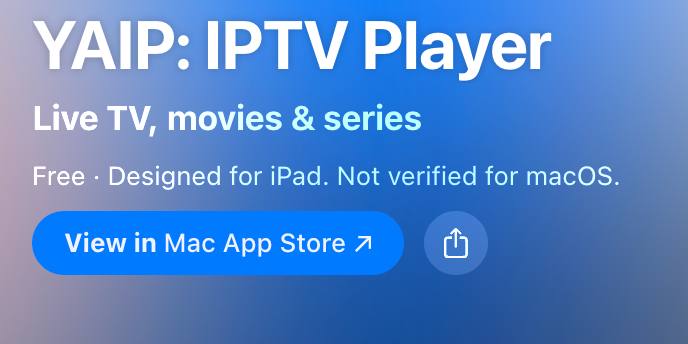 YAIP: IPTV Player
Live TV, movies & series
Free · Designed for iPad. Not verified for macOS.
View in Mac App Store ↗